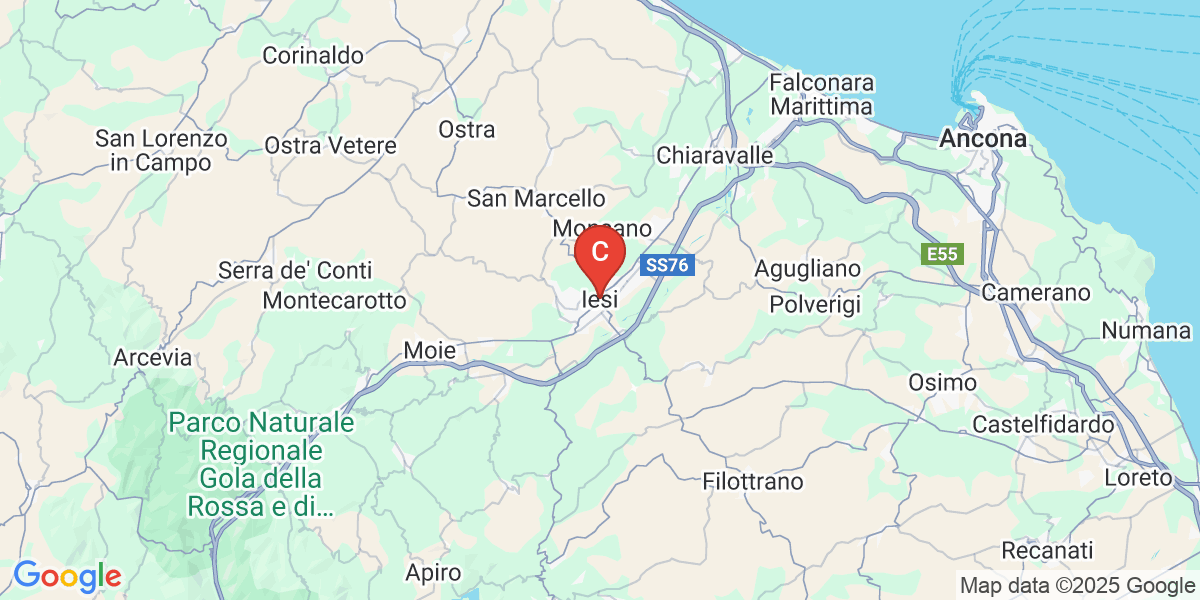 Corinaldo
Falconara
Marittima
Ostra
San Lorenzo
in Campo
Ostra Vetere
Ancona
Chiaravalle
San Marcello
C
E55
SS76
Serra de' Conti
Agugliano
Montecarotto
Iesi
Polverigi
Camerano
Numana
Moie
Arcevia
Osimo
Parco Naturale
Regionale
Gola della
Rossa e di...
Castelfidardo
Filottrano
Loreto
Recanati
Apiro
Google
Map data ©2025 Google